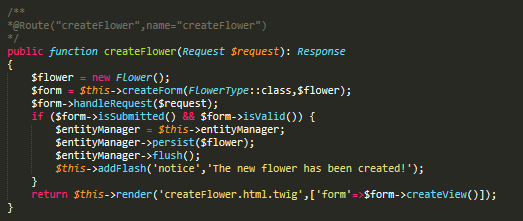 /**
*@Route("createFlower",name="createFlower")
*/
public function createFlower(Request $request): Response
{
    $flower = new Flower();
    $form = $this->createForm(FlowerType::class,$flower);
    $form->handleRequest($request);
    if ($form->isSubmitted() && $form->isValid()) {
        $entityManager = $this->entityManager;
        $entityManager->persist($flower);
        $entityManager->flush();
        $this->addFlash('notice','The new flower has been created!');
    }
    return $this->render('createFlower.html.twig',['form'=>$form->createView()]);
}